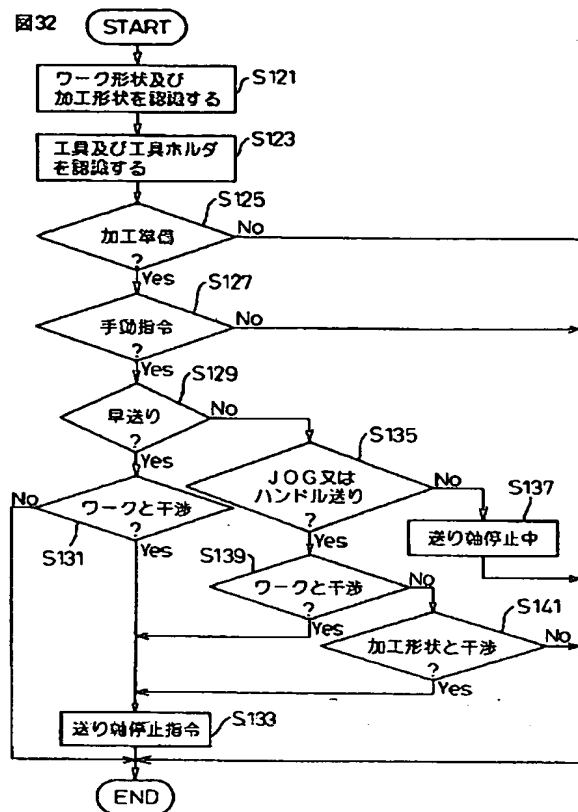 図32
START
ワーク形状及び
加工形状を認識する
S121
工具及び工具ホルダ
を認識する
S123
S125
加工準備
?
No
Yes
S127
手動指令
?
No
Yes
S129
早送り
?
No
Yes
S135
JOG又は
ハンドル送り
?
No
Yes
S137
送り軸停止中
No
ワークと干渉
?
S131
Yes
S139
ワークと干渉
?
No
Yes
S141
加工形状と干渉
?
No
Yes
S133
送り軸停止指令
END